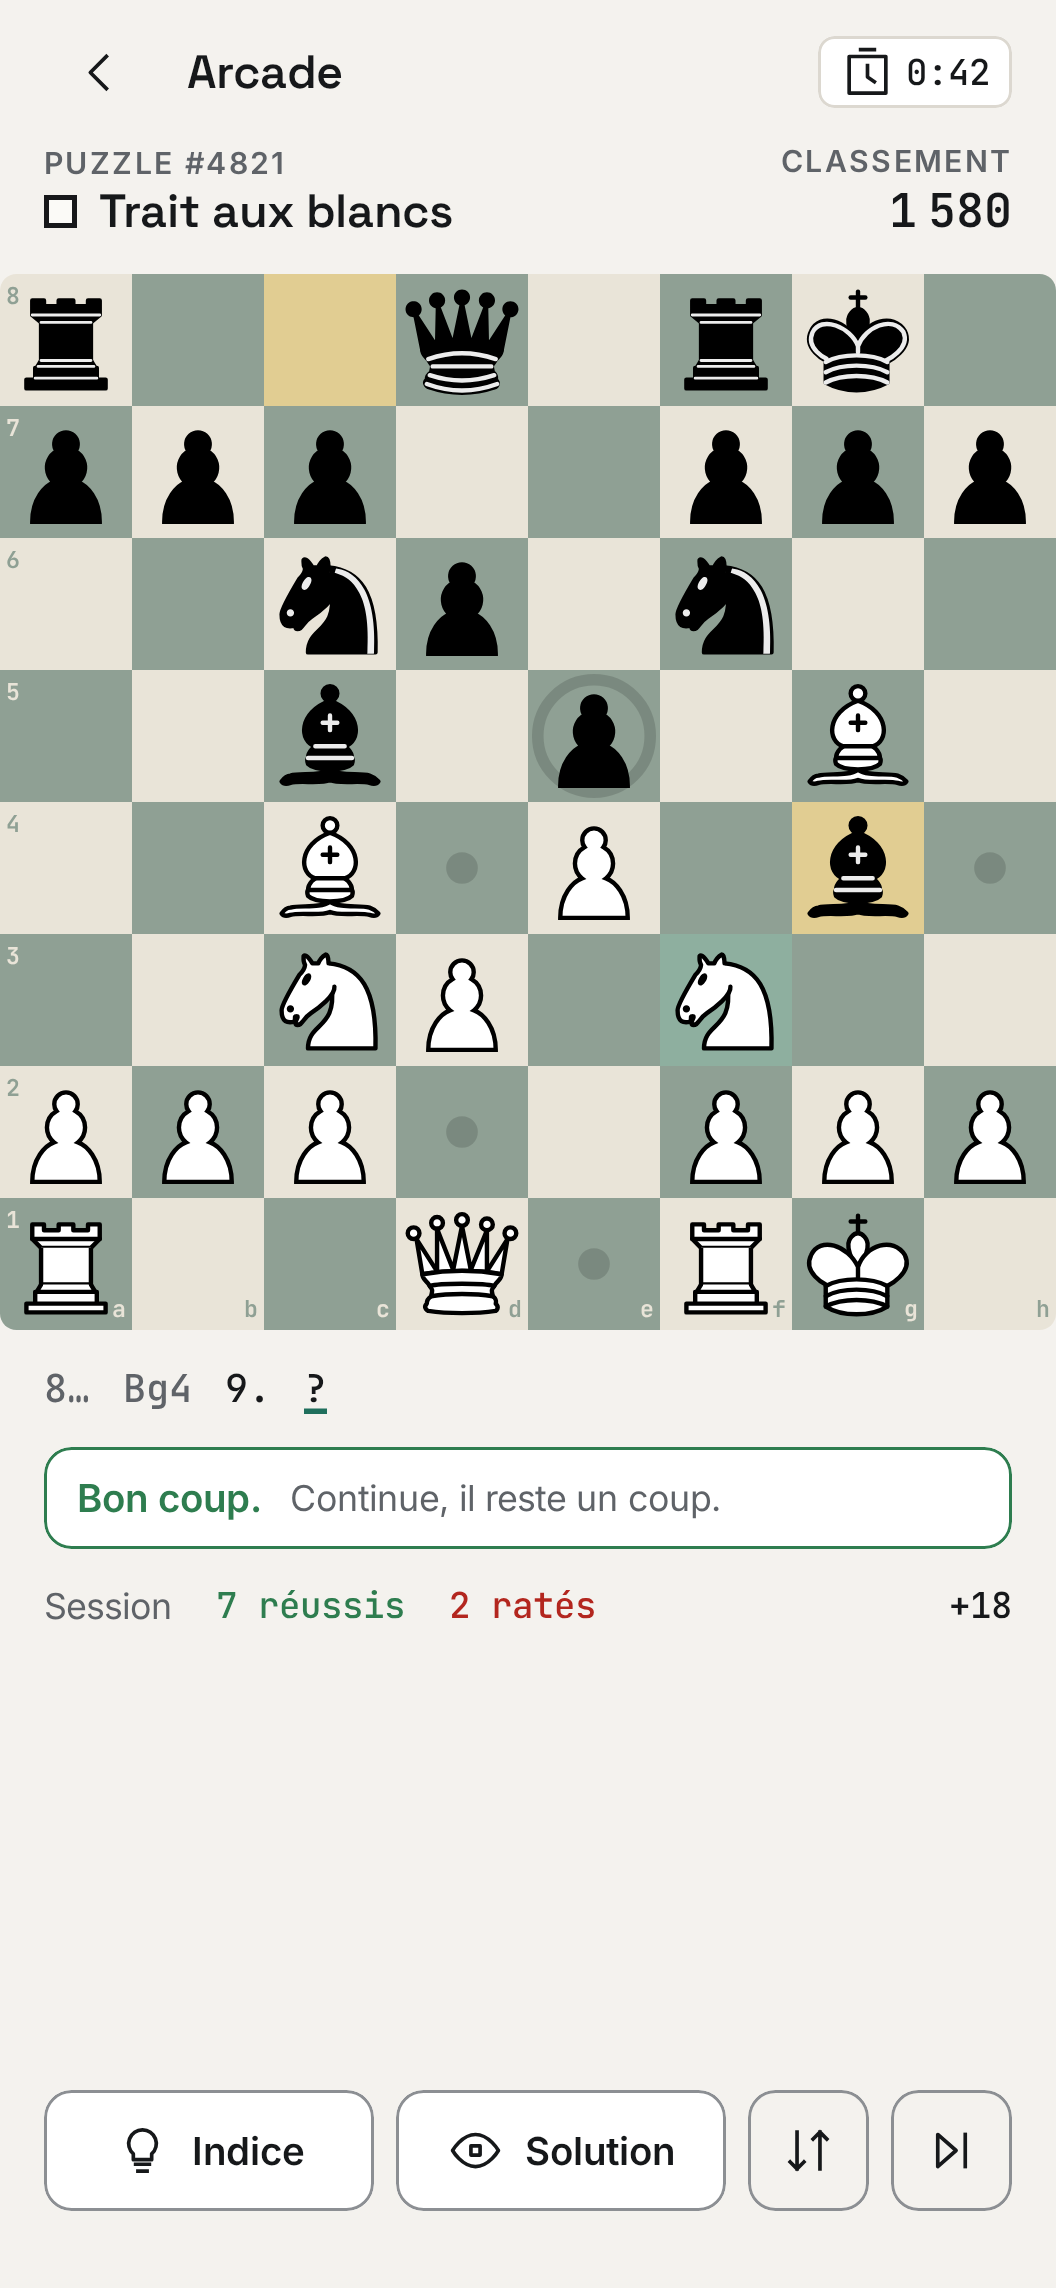 Arcade
0:42
PUZZLE #4821
CLASSEMENT
Trait aux blancs
1 580
8
7
6
5
4
3
2
1
a b c d e f g h
8… Bg4 9. ?
Bon coup. Continue, il reste un coup.
Session 7 réussis 2 ratés +18
Indice
Solution